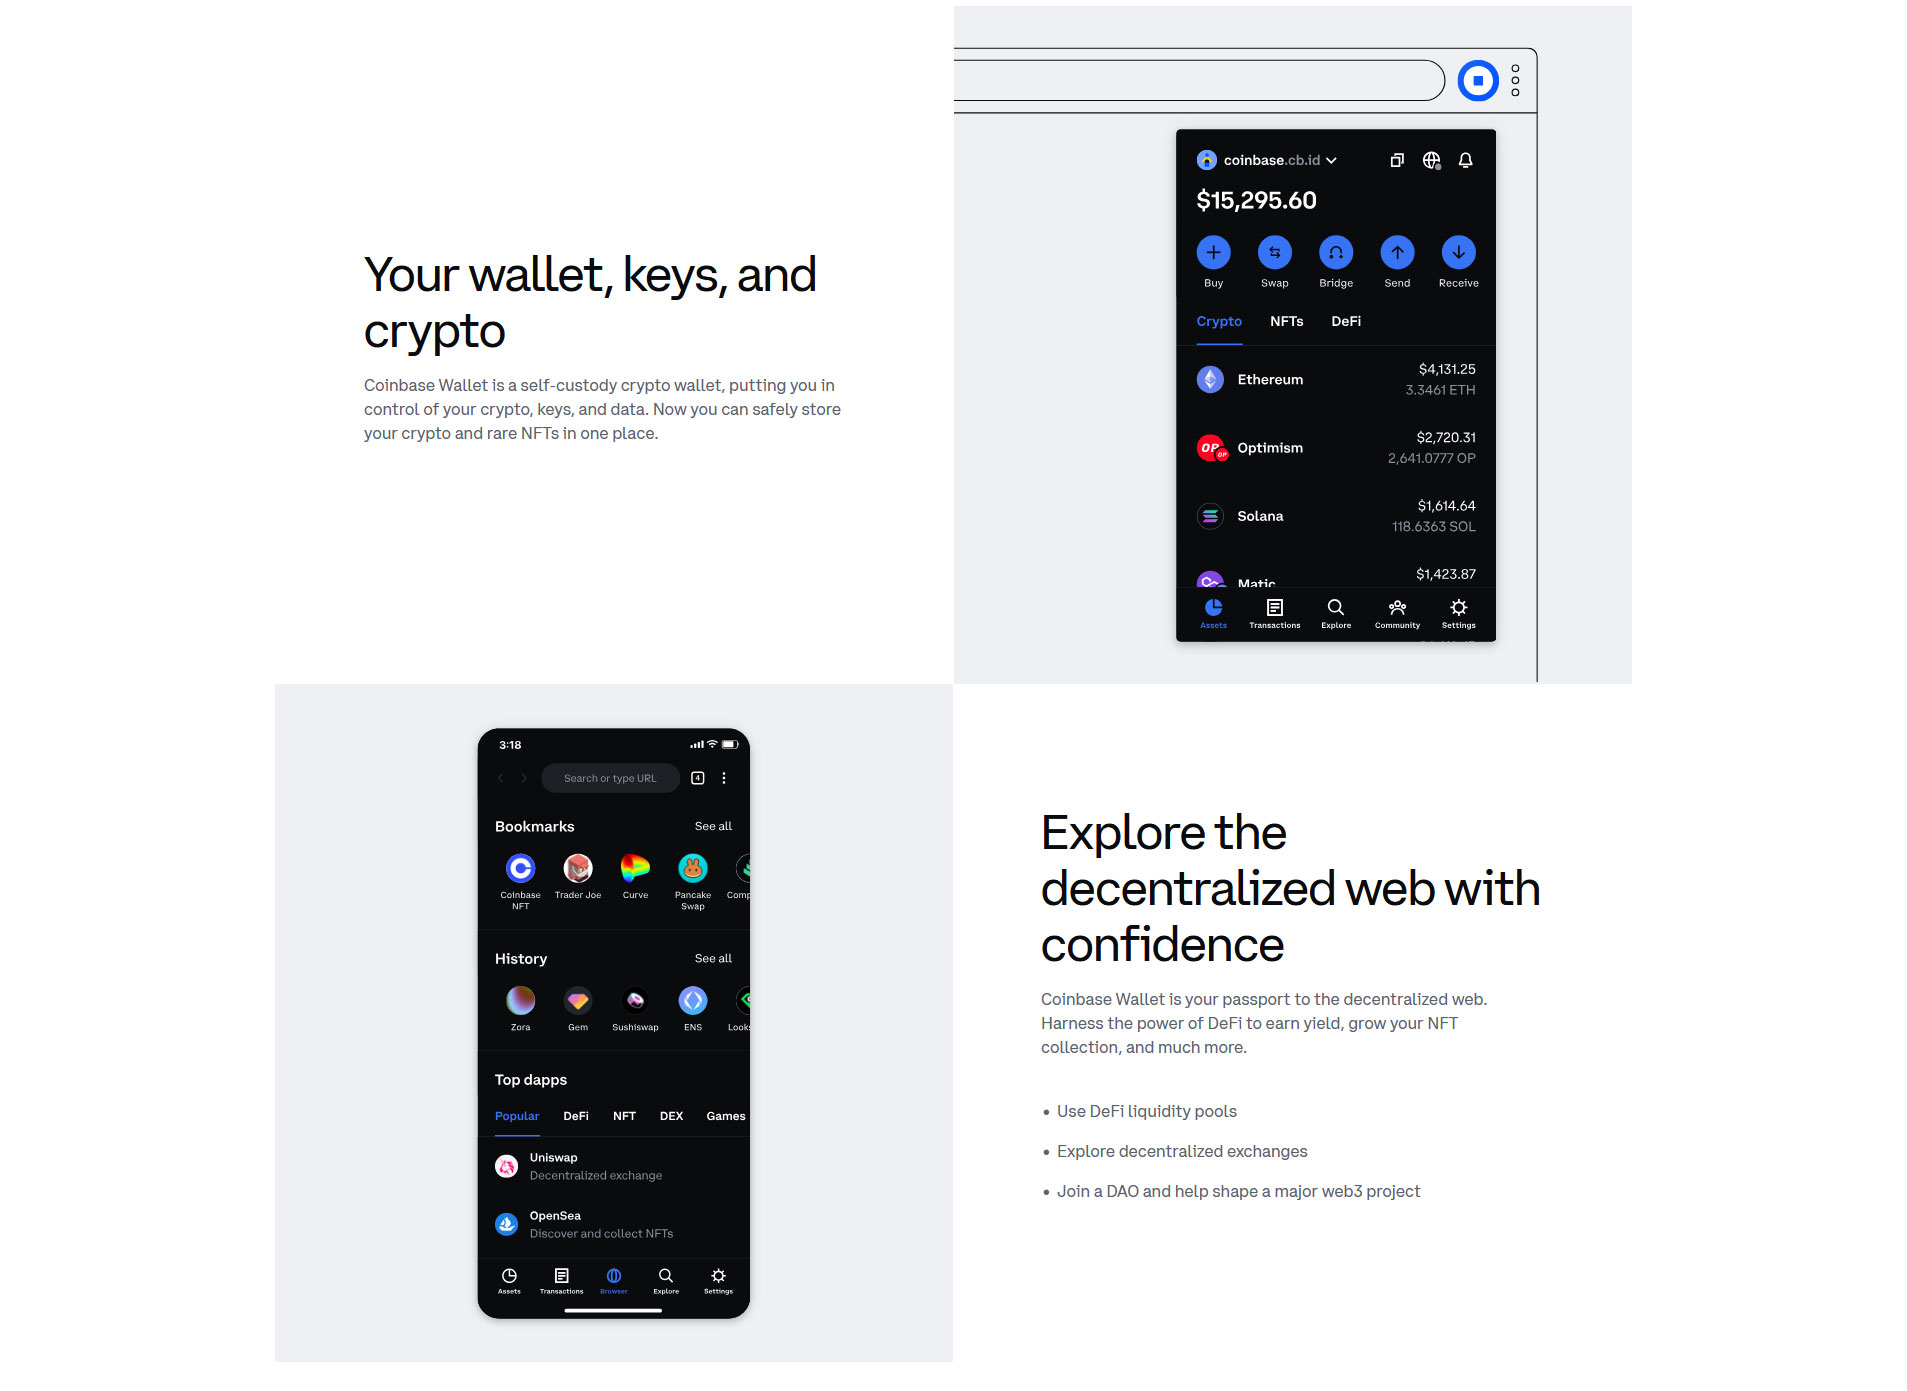 Your wallet, keys, and
crypto
Coinbase Wallet is a self-custody crypto wallet, putting you in
control of your crypto, keys, and data. Now you can safely store
your crypto and rare NFTs in one place.
coinbase.cb.id
$15,295.60
Buy Swap Bridge Send Receive
Crypto NFTs DeFi
Ethereum $4,131.25
3.3461 ETH
OP OP
Optimism $2,720.31
2,641.0777 OP
Solana $1,614.64
118.6363 SOL
Matic $1,423.87
Assets Transactions Explore Community Settings
3:18
Search or type URL 4
Bookmarks See all
Coinbase NFT
Trader Joe
Curve
Pancake Swap
Comp
History See all
Zora Gem Sushiswap ENS Looks
Top dapps
Popular DeFi NFT DEX Games
Uniswap
Decentralized exchange
OpenSea
Discover and collect NFTs
Assets Transactions Browser Explore Settings
Explore the
decentralized web with
confidence
Coinbase Wallet is your passport to the decentralized web.
Harness the power of DeFi to earn yield, grow your NFT
collection, and much more.
• Use DeFi liquidity pools
• Explore decentralized exchanges
• Join a DAO and help shape a major web3 project